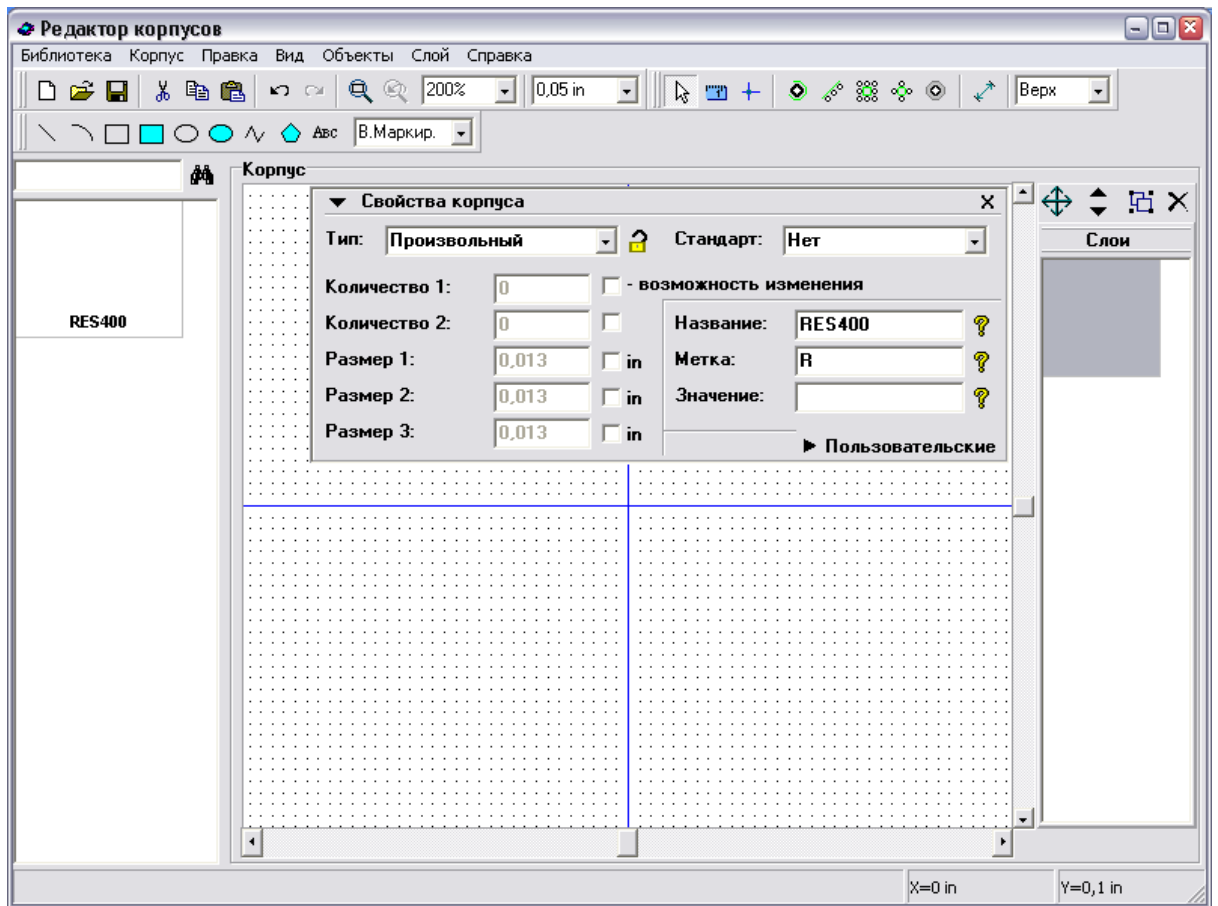 Редактор корпусов
Библиотека Корпус Правка Вид Объекты Слой Справка
200% 0,05 in Верх
ABC В.Маркир.
Корпус
Свойства корпуса
Тип: Произвольный Стандарт: Нет
Слои
Количество 1: 0 - возможность изменения
RES400
Количество 2: 0 Название: RES400
Размер 1: 0,013 in Метка: R
Размер 2: 0,013 in Значение:
Размер 3: 0,013 in
Пользовательские
X=0 in Y=0,1 in